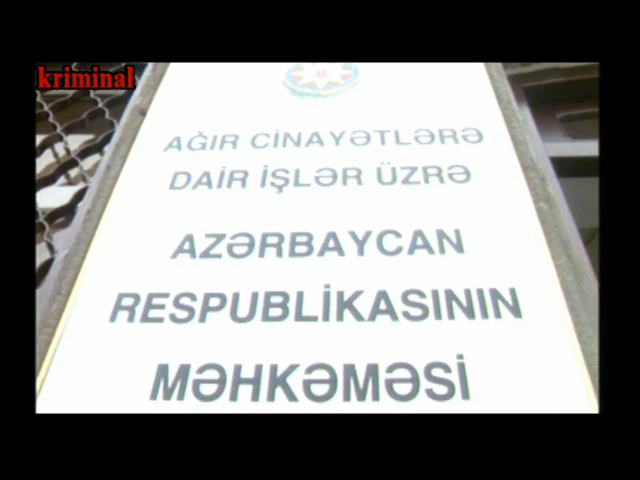 kriminal
AĞIR CİNAYƏTLƏRƏ
DAİR İŞLƏR ÜZRƏ
AZƏRBAYCAN
RESPUBLİKASININ
MƏHKƏMƏSİ